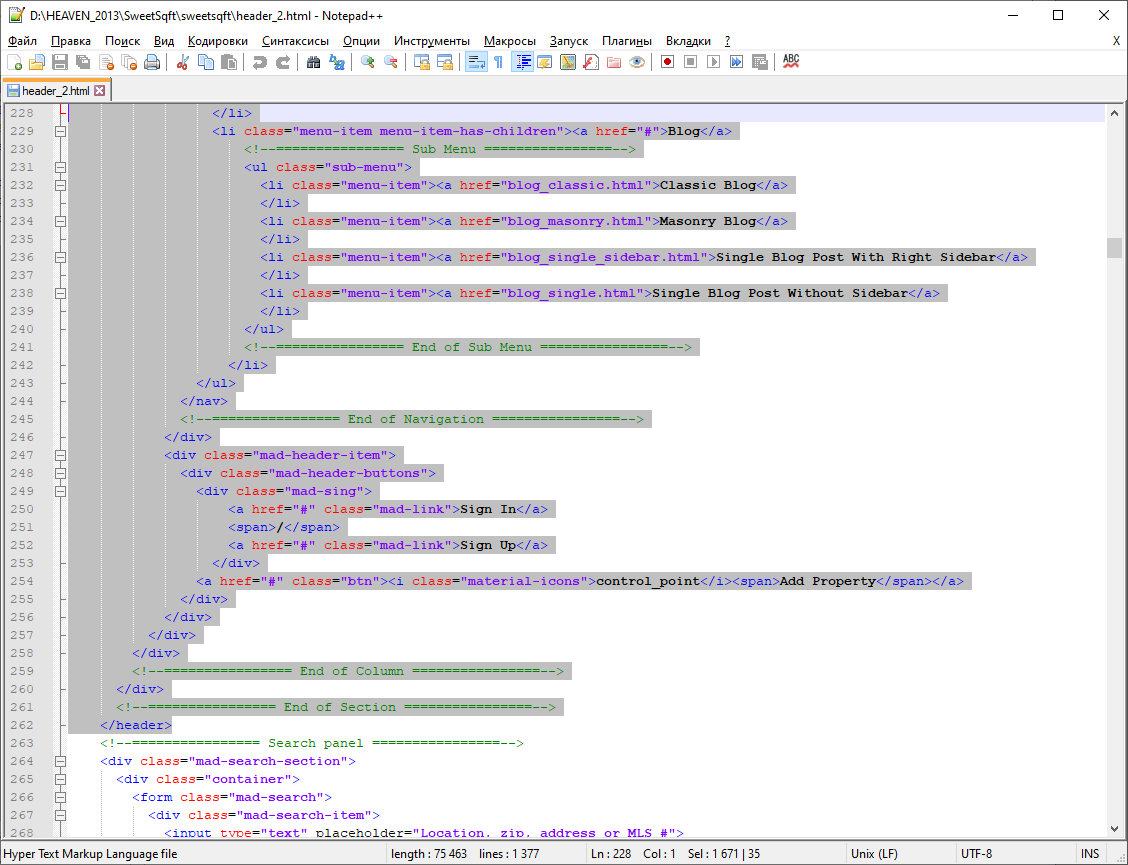 D:\HEAVEN_2013\SweetSqft\sweetsqft\header_2.html - Notepad++
Файл Правка Поиск Вид Кодировки Синтаксисы Опции Инструменты Макросы Запуск Плагины Вкладки ? X
ABC
header_2.html
228 </li>
229 <li class="menu-item menu-item-has-children"><a href="#">Blog</a>
230 <!--================ Sub Menu ================-->
231 <ul class="sub-menu">
232 <li class="menu-item"><a href="blog_classic.html">Classic Blog</a>
233 </li>
234 <li class="menu-item"><a href="blog_masonry.html">Masonry Blog</a>
235 </li>
236 <li class="menu-item"><a href="blog_single_sidebar.html">Single Blog Post With Right Sidebar</a>
237 </li>
238 <li class="menu-item"><a href="blog_single.html">Single Blog Post Without Sidebar</a>
239 </li>
240 </ul>
241 <!--================ End of Sub Menu ================-->
242 </li>
243 </ul>
244 </nav>
245 <!--================ End of Navigation ================-->
246 </div>
247 <div class="mad-header-item">
248 <div class="mad-header-buttons">
249 <div class="mad-sing">
250 <a href="#" class="mad-link">Sign In</a>
251 <span>/</span>
252 <a href="#" class="mad-link">Sign Up</a>
253 </div>
254 <a href="#" class="btn"><i class="material-icons">control_point</i><span>Add Property</span></a>
255 </div>
256 </div>
257 </div>
258 </div>
259 <!--================ End of Column ================-->
260 </div>
261 <!--================ End of Section ================-->
262 </header>
263 <!--================ Search panel ================-->
264 <div class="mad-search-section">
265 <div class="container">
266 <form class="mad-search">
267 <div class="mad-search-item">
268 <input type="text" placeholder="Location, zip, address or MLS #">
Hyper Text Markup Language file length : 75 463 lines : 1 377 Ln : 228 Col : 1 Sel : 1 671 | 35 Unix (LF) UTF-8 INS